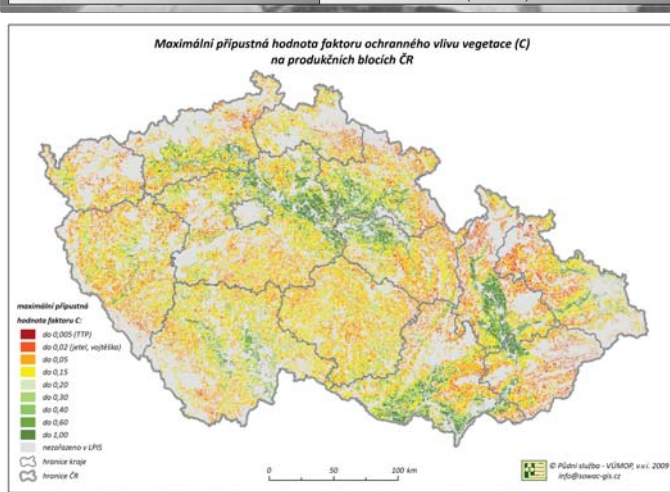 Maximální přípustná hodnota faktoru ochranného vlivu vegetace (C)
na produkčních blocích ČR
maximální přípustná
hodnota faktoru C:
do 0,005 (TTP)
do 0,02 (jetel, vojtěška)
do 0,05
do 0,15
do 0,20
do 0,30
do 0,40
do 0,60
do 1,00
nezařazeno v LPIS
hranice kraje
hranice ČR
0 50 100 km
© Půdní služba - VÚMOP, v.v.i. 2009
info@sowac-gis.cz